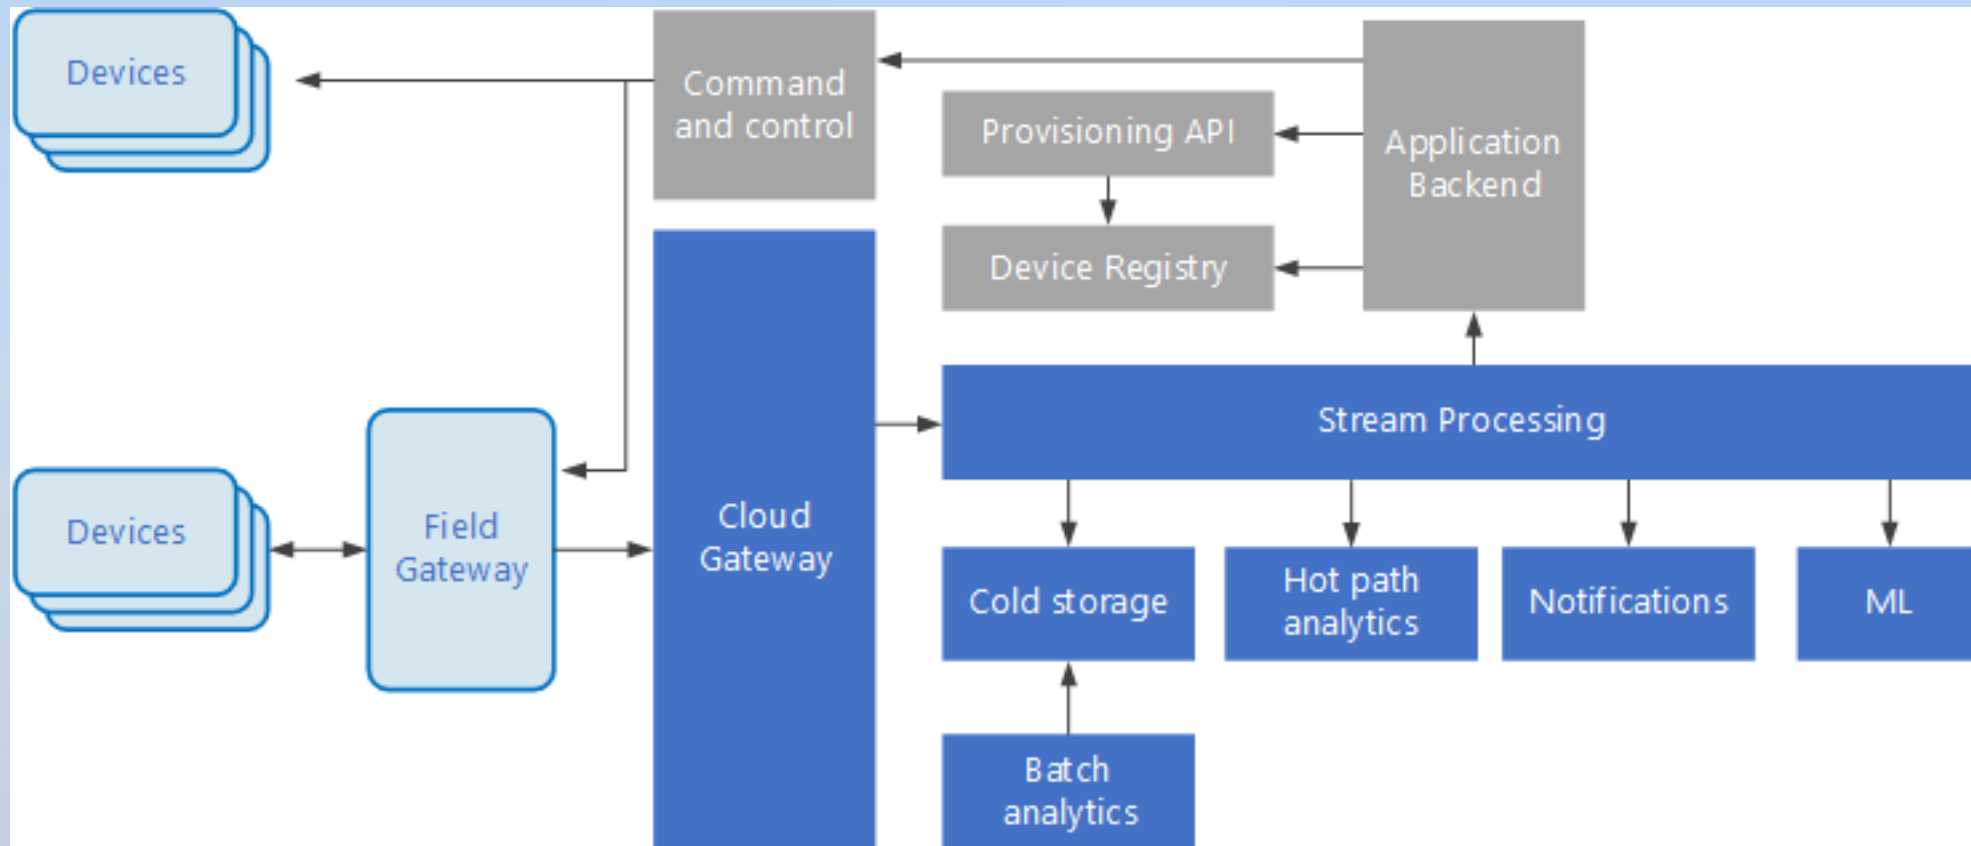 Devices
Command
and control
Provisioning API
Application
Backend
Device Registry
Stream Processing
Devices
Field
Gateway
Cloud
Gateway
Cold storage
Hot path
analytics
Notifications
ML
Batch
analytics